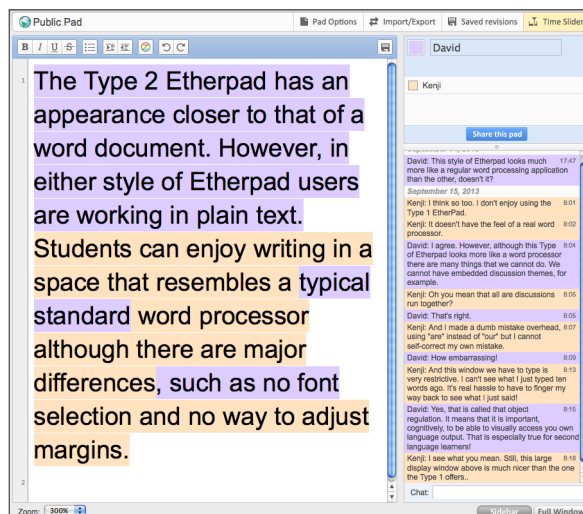 Public Pad
Pad Options
Import/Export
Saved revisions
Time Slider
B I U S
1
The Type 2 Etherpad has an
appearance closer to that of a
word document. However, in
either style of Etherpad users
are working in plain text.
Students can enjoy writing in a
space that resembles a typical
standard word processor
although there are major
differences, such as no font
selection and no way to adjust
margins.
2
Zoom: 300%
David
Kenji
Share this pad
David: This style of Etherpad looks much 17:47
more like a regular word processing application
than the other, doesn't it?
September 15, 2013
Kenji: I think so too. I don't enjoy using the 8:01
Type 1 EtherPad.
Kenji: It doesn't have the feel of a real word 8:02
processor.
David: I agree. However, although this Type 8:04
of Etherpad looks more like a word processor
there are many things that we cannot do. We
cannot have embedded discussion themes, for
example.
Kenji: Oh you mean that all are discussions 8:05
run together?
David: That's right. 8:05
Kenji: And I made a dumb mistake overhead, 8:07
using "are" instead of "our" but I cannot
self-correct my own mistake.
David: How embarrassing! 8:09
Kenji: And this window we have to type is 8:13
very restrictive. I can't see what I just typed ten
words ago. It's real hassle to have to finger my
way back to see what I just said!
David: Yes, that is called that object 8:15
regulation. It means that it is important,
cognitively, to be able to visually access you own
language output. That is especially true for second
language learners!
Kenji: I see what you mean. Still, this large 8:18
display window above is much nicer than the one
the Type 1 offers..
Chat:
Sidebar
Full Window